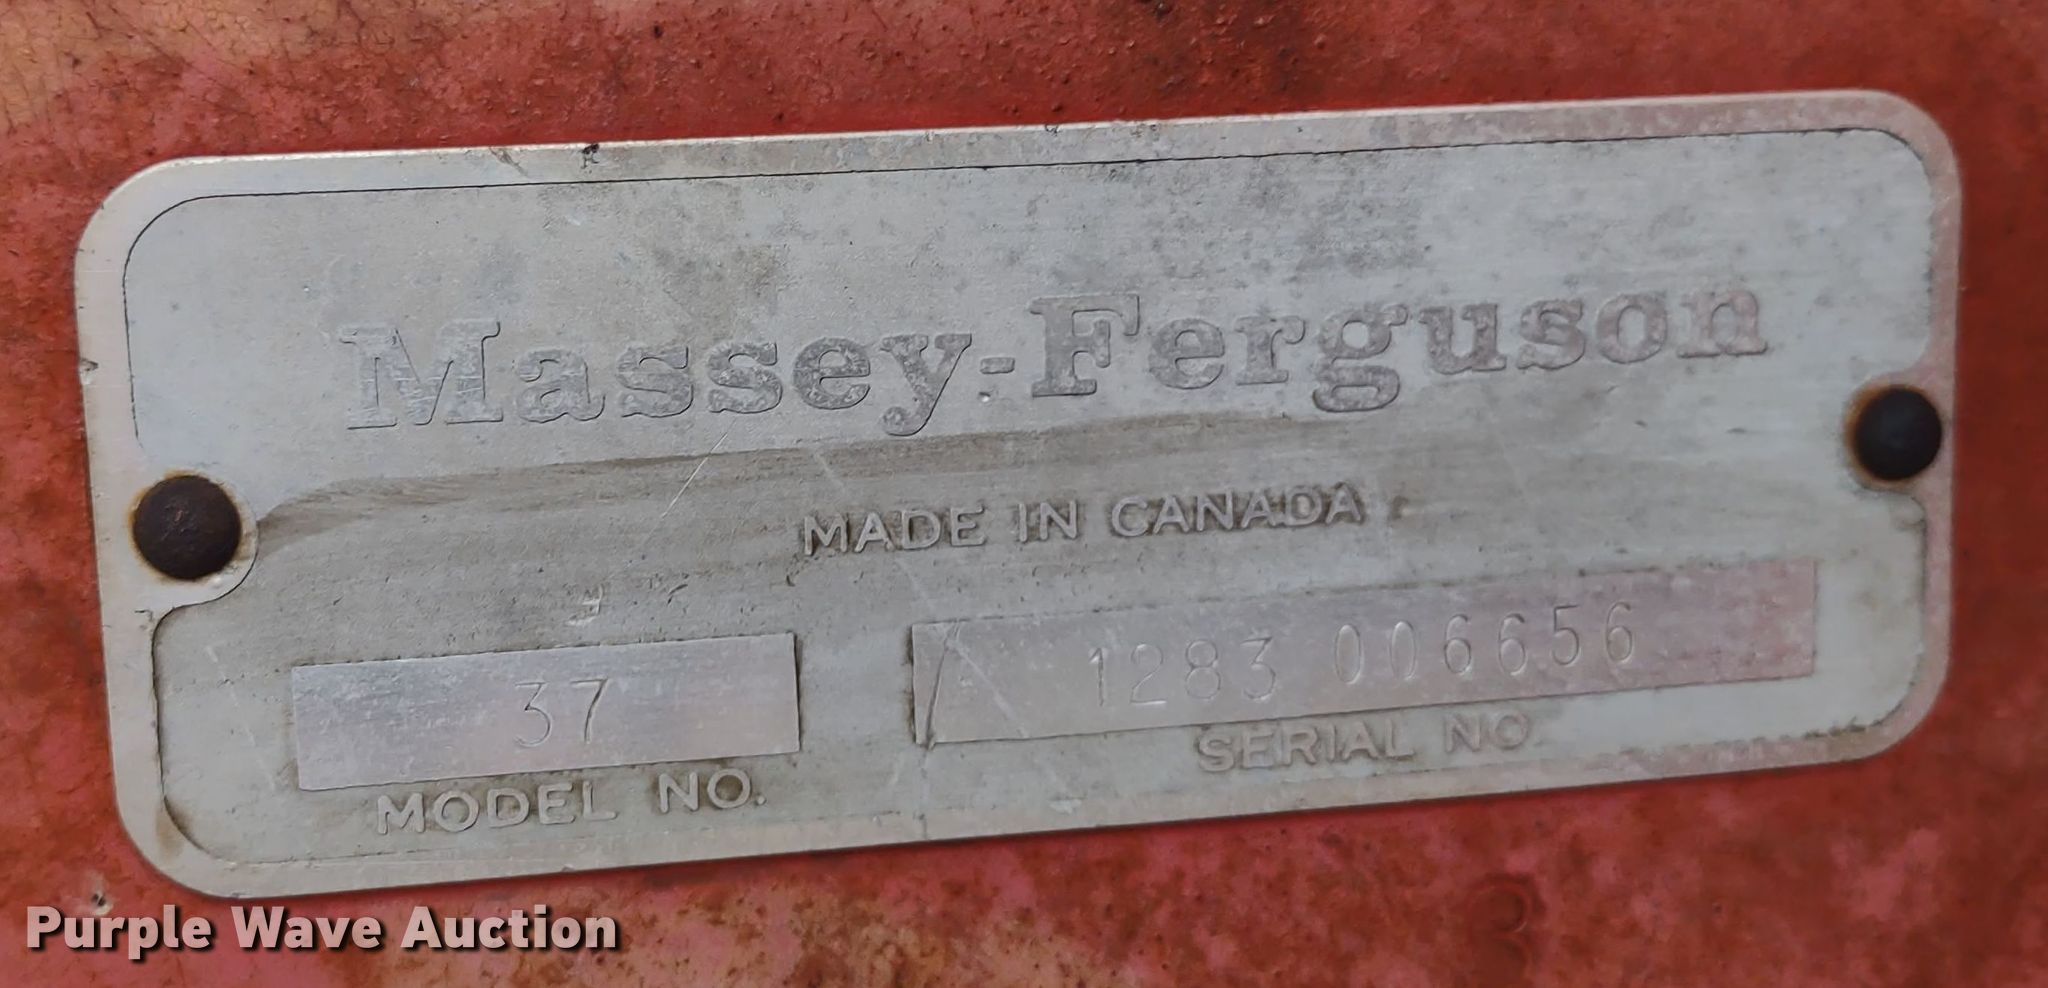 Massey-Ferguson
MADE IN CANADA
37
1283 006656
MODEL NO.
SERIAL NO
Purple Wave Auction